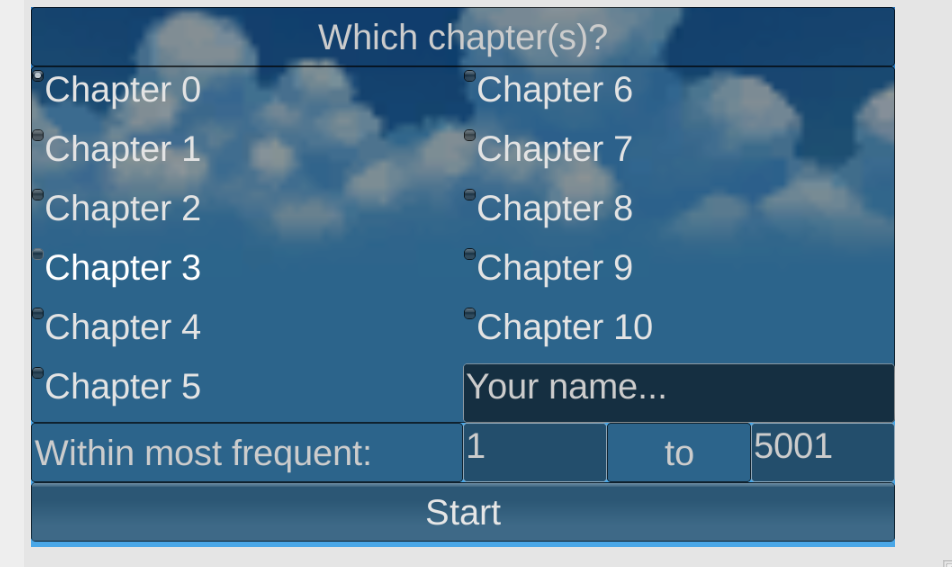 Which chapter(s)?
Chapter 0
Chapter 1
Chapter 2
Chapter 3
Chapter 4
Chapter 5
Chapter 6
Chapter 7
Chapter 8
Chapter 9
Chapter 10
Your name...
Within most frequent: 1 to 5001
Start